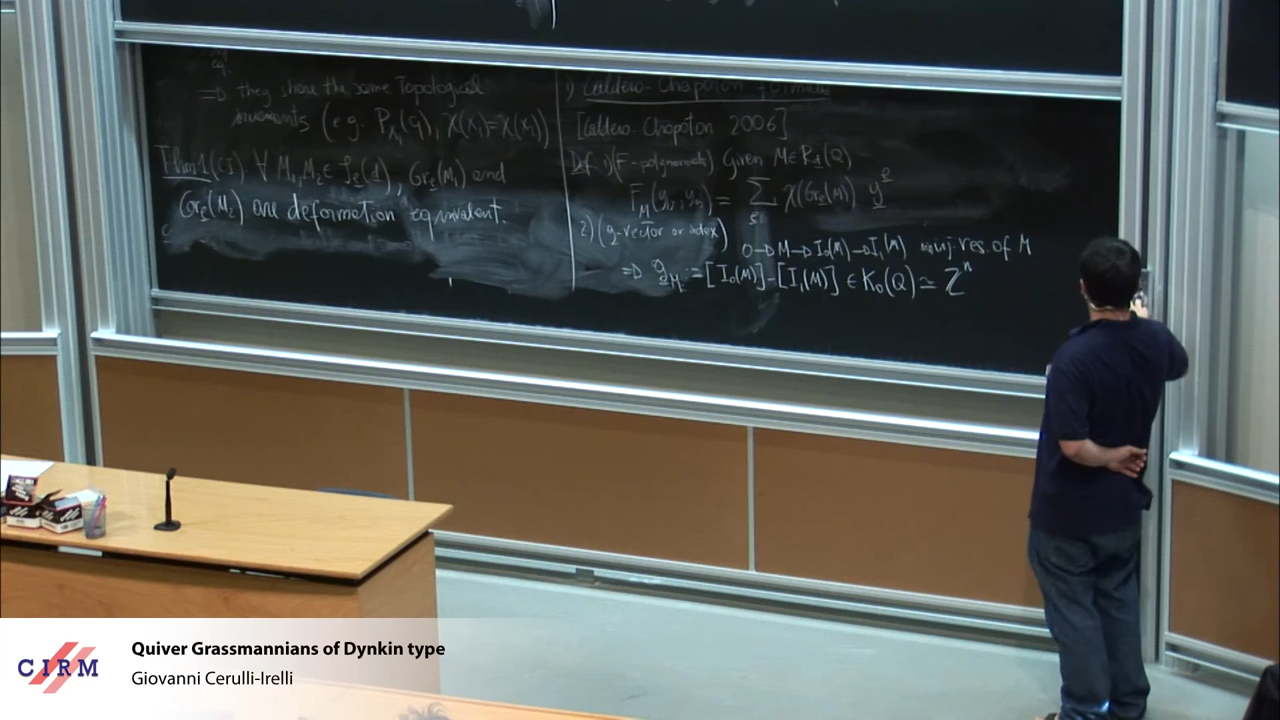 => they share the same Topological
(e.g. P_{X_1}(q), χ(X_1)=χ(X_2))
Thm1 (CI) ∀ M_1, M_2 ∈ (d), Gr_e(M_1) and
Gr_e(M_2) are deformation equivalent.
1) Caldero-Chapoton formula
[Caldero-Chapoton 2006]
Def: 1) (F-polynomials) Given M ∈ R_d(Q)
F_M(y_1, y_n) = Σ_e χ(Gr_e(M)) y^e
2) (g-vector or index)
0 → M → I_0(M) → I_1(M) inj. res. of M
=> g_M := [I_0(M)] - [I_1(M)] ∈ K_0(Q) ≃ Z^n
CIRM
Quiver Grassmannians of Dynkin type
Giovanni Cerulli-Irelli